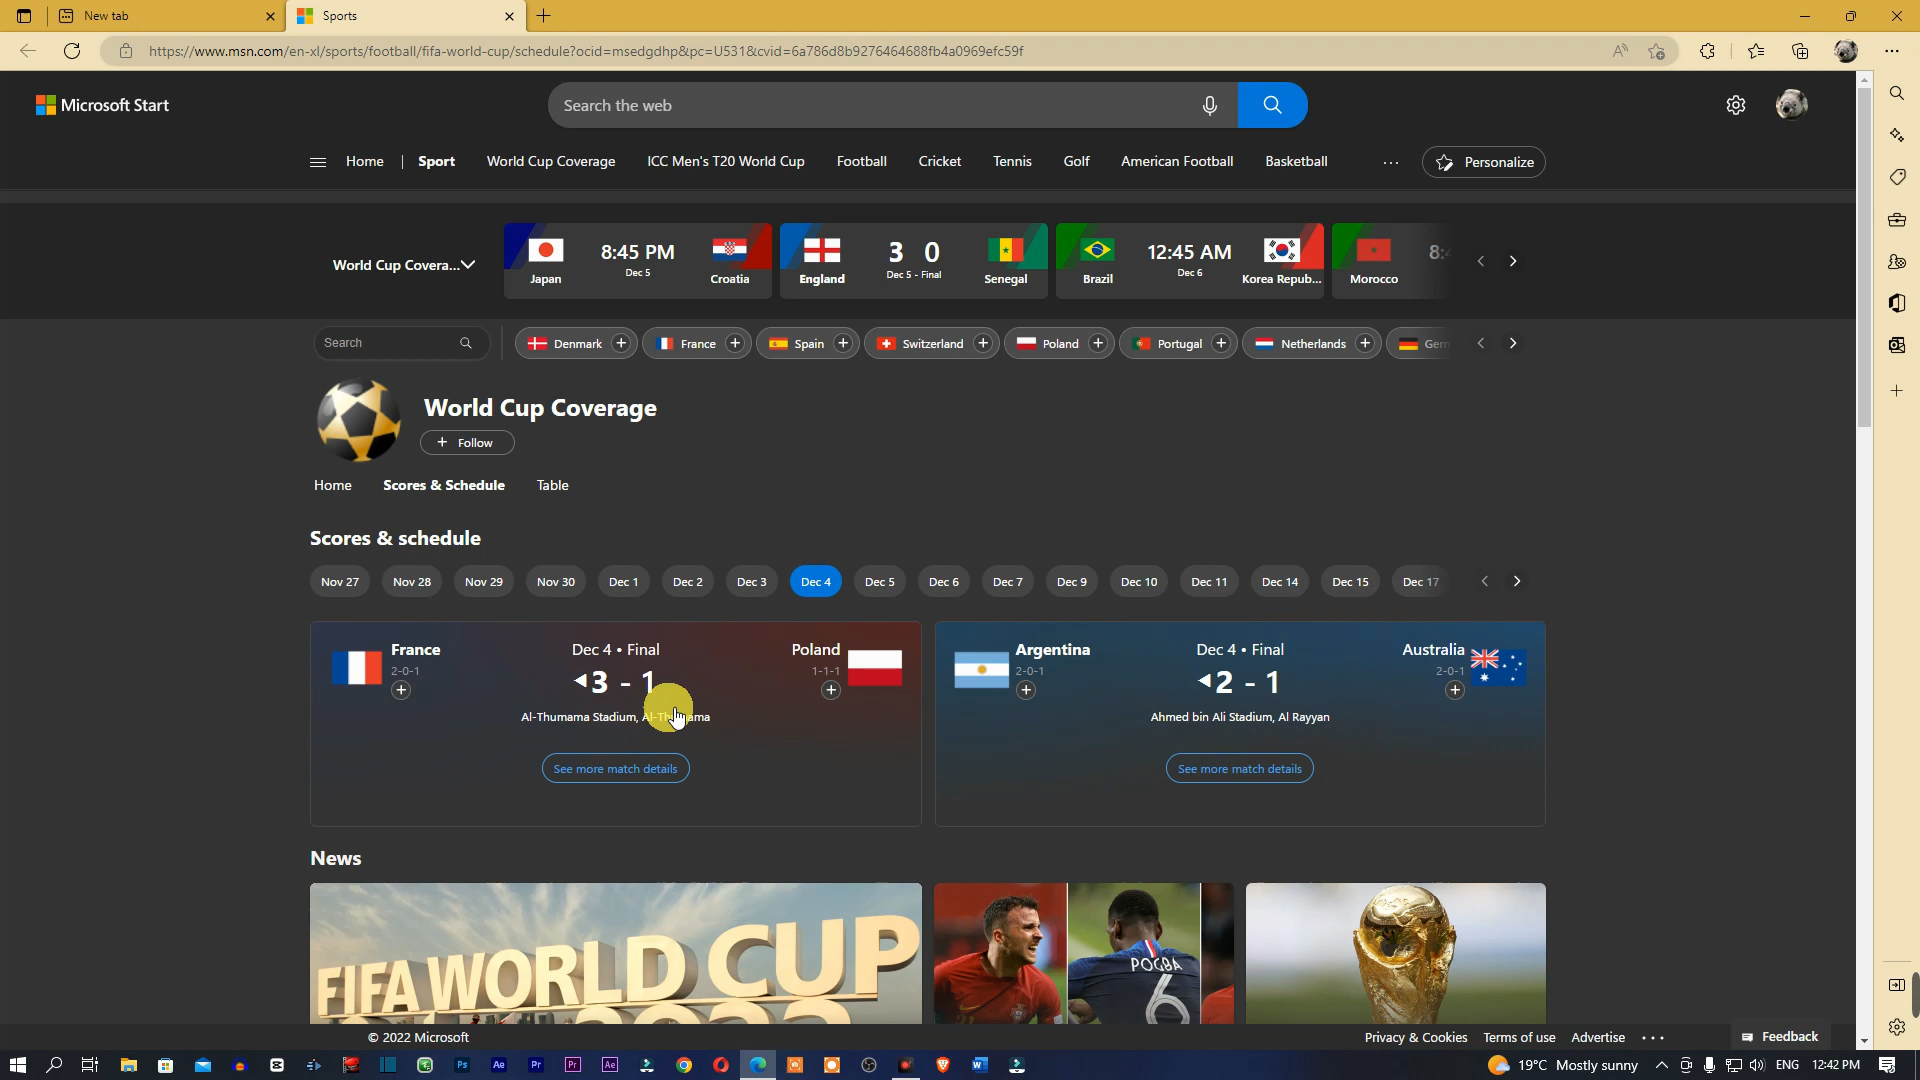 New tab
Sports
https://www.msn.com/en-xl/sports/football/fifa-world-cup/schedule?ocid=msedgdhp&pc=U531&cvid=6a786d8b9276464688fb4a0969efc59f
Microsoft Start
Search the web
Home | Sport World Cup Coverage ICC Men's T20 World Cup Football Cricket Tennis Golf American Football Basketball ... Personalize
World Cup Covera...
Japan 8:45 PM Dec 5 Croatia
England 3 0 Dec 5 - Final Senegal
Brazil 12:45 AM Dec 6 Korea Repub...
Morocco 8:4
Search
Denmark + France + Spain + Switzerland + Poland + Portugal + Netherlands + Gern
World Cup Coverage
+ Follow
Home Scores & Schedule Table
Scores & schedule
Nov 27 Nov 28 Nov 29 Nov 30 Dec 1 Dec 2 Dec 3 Dec 4 Dec 5 Dec 6 Dec 7 Dec 9 Dec 10 Dec 11 Dec 14 Dec 15 Dec 17
France Dec 4 • Final Poland
2-0-1 3 - 1 1-1-1
Al-Thumama Stadium,
See more match details
Argentina Dec 4 • Final Australia
2-0-1 2 - 1 2-0-1
Ahmed bin Ali Stadium, Al Rayyan
See more match details
News
FIFA WORLD CUP
POGBA
6
© 2022 Microsoft
Privacy & Cookies Terms of use Advertise ... Feedback
Ps Ae Pr Pr Ae W
19°C Mostly sunny ENG 12:42 PM